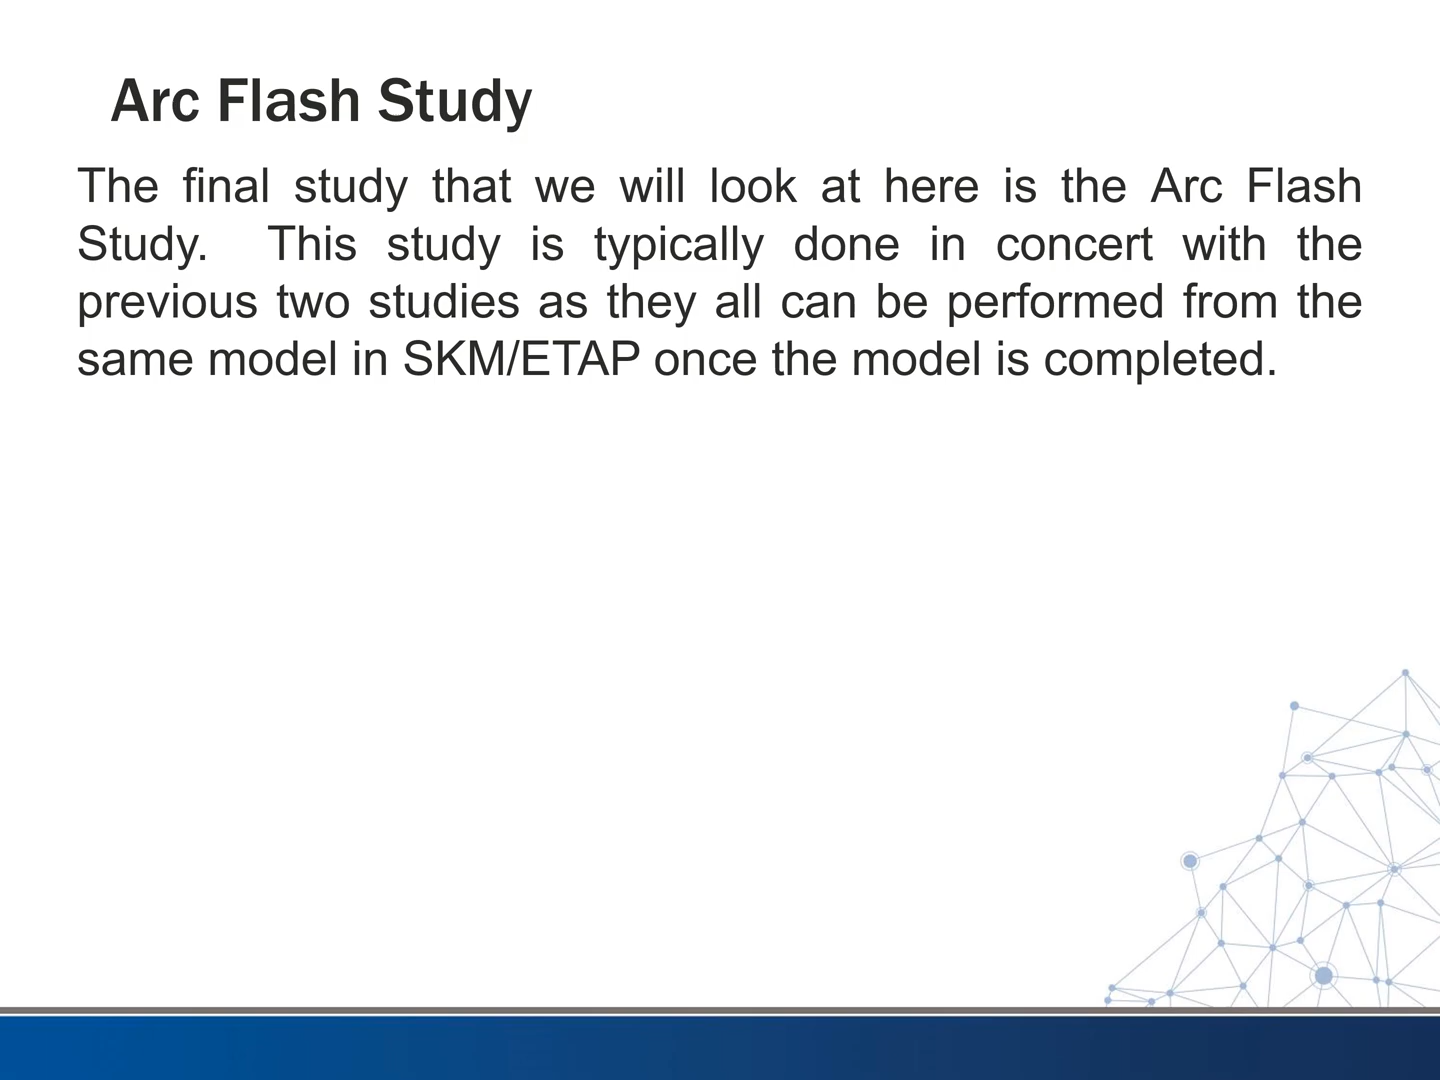 Arc Flash Study
The final study that we will look at here is the Arc Flash
Study.  This study is typically done in concert with the
previous two studies as they all can be performed from the
same model in SKM/ETAP once the model is completed.